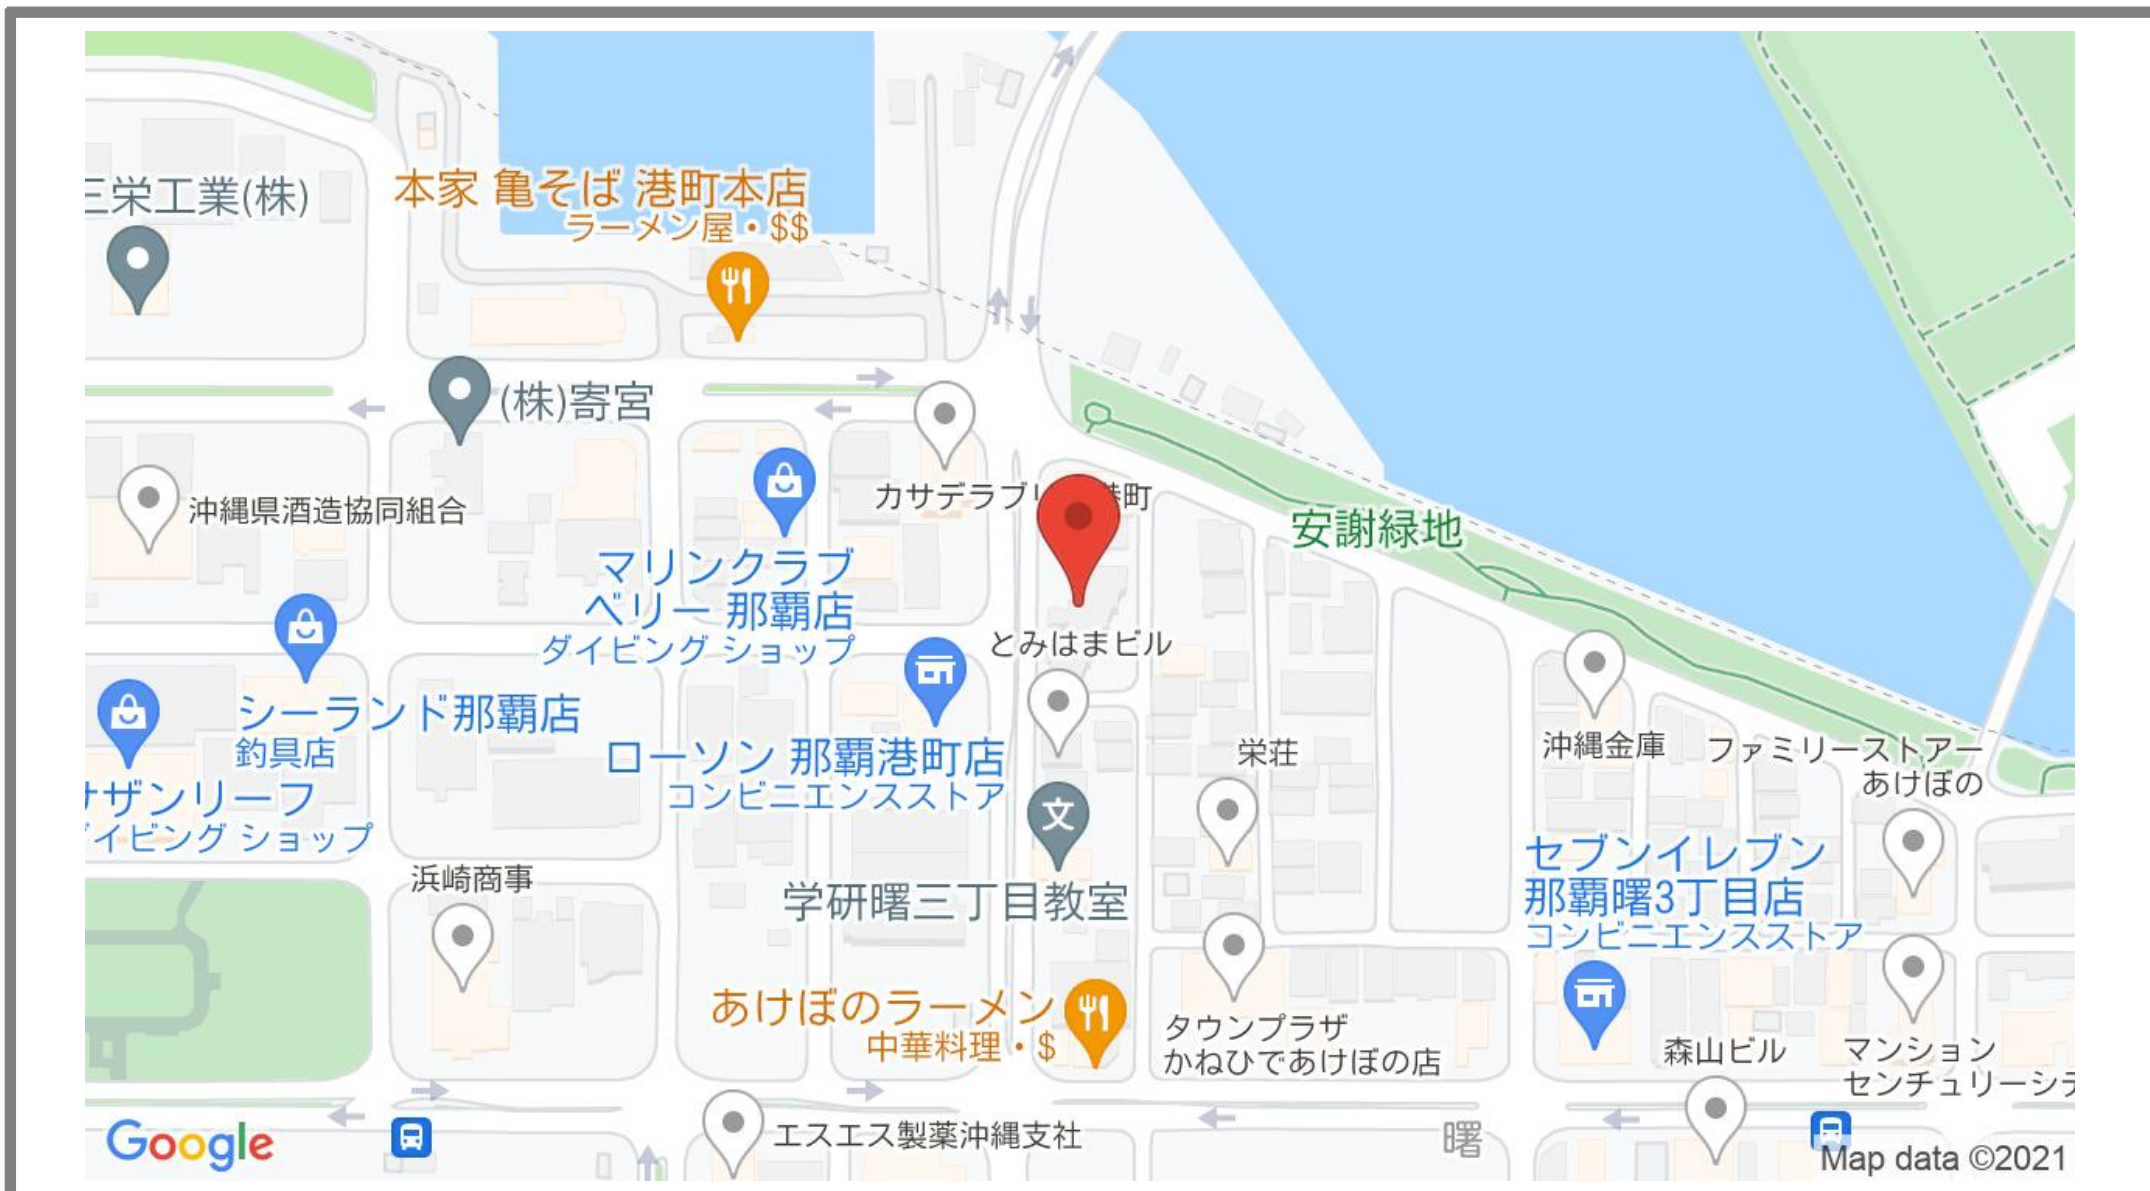 本家 亀そば 港町本店
ラーメン屋・$$
三栄工業(株)
(株)寄宮
沖縄県酒造協同組合
カサデラブリ
港町
安謝緑地
マリンクラブ
ベリー 那覇店
ダイビング ショップ
とみはまビル
シーランド那覇店
釣具店
ローソン 那覇港町店
コンビニエンスストア
栄荘
沖縄金庫
ファミリーストアー
あけぼの
サザンリーフ
ダイビング ショップ
浜崎商事
学研曙三丁目教室
セブンイレブン
那覇曙3丁目店
コンビニエンスストア
あけぼのラーメン
中華料理・$
タウンプラザ
かねひであけぼの店
森山ビル
マンション
センチュリーシテ
エスエス製薬沖縄支社
曙
Google
Map data ©2021